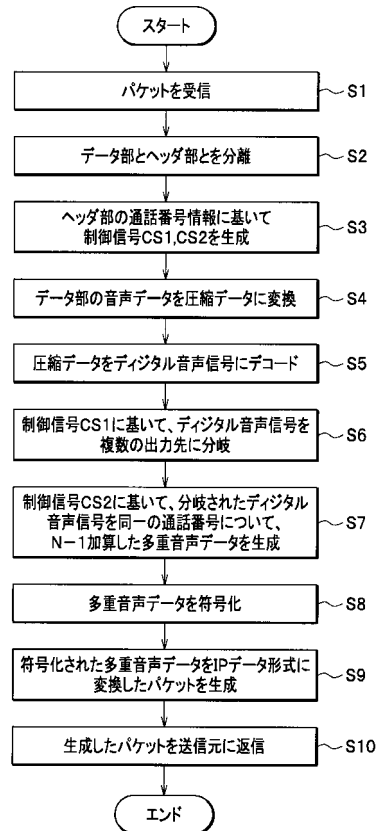 スタート
パケットを受信
S1
データ部とヘッダ部とを分離
S2
ヘッダ部の通話番号情報に基いて
制御信号CS1,CS2を生成
S3
データ部の音声データを圧縮データに変換
S4
圧縮データをディジタル音声信号にデコード
S5
制御信号CS1に基いて、ディジタル音声信号を
複数の出力先に分岐
S6
制御信号CS2に基いて、分岐されたディジタル
音声信号を同一の通話番号について、
N－1加算した多重音声データを生成
S7
多重音声データを符号化
S8
符号化された多重音声データをIPデータ形式に
変換したパケットを生成
S9
生成したパケットを送信元に返信
S10
エンド